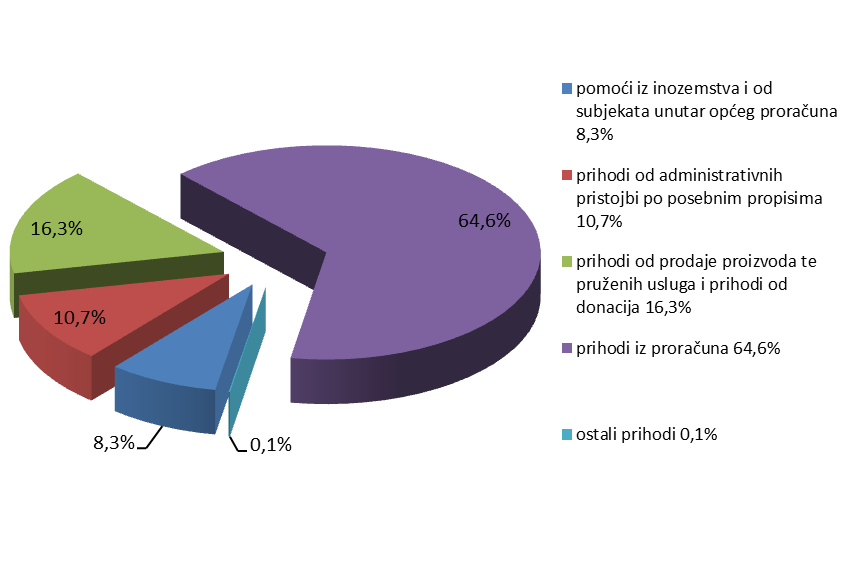 64,6%
16,3%
10,7%
8,3%
0,1%
pomoći iz inozemstva i od
subjekata unutar općeg proračuna
8,3%
prihodi od administrativnih
pristojbi po posebnim propisima
10,7%
prihodi od prodaje proizvoda te
pruženih usluga i prihodi od
donacija 16,3%
prihodi iz proračuna 64,6%
ostali prihodi 0,1%